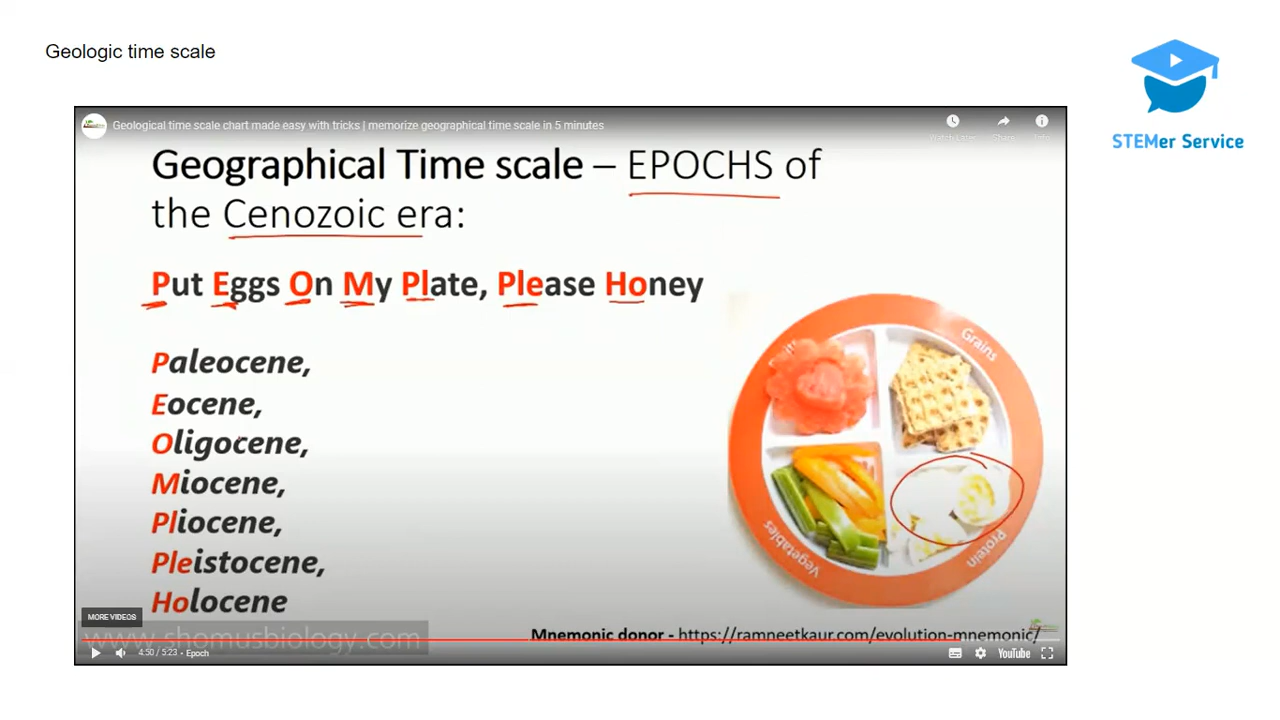 Geologic time scale
STEMer Service
Geological time scale chart made easy with tricks | memorize geographical time scale in 5 minutes
Watch later
Share
Info
Geographical Time scale – EPOCHS of
the Cenozoic era:
Put Eggs On My Plate, Please Honey
Paleocene,
Eocene,
Oligocene,
Miocene,
Pliocene,
Pleistocene,
Holocene
Grains
Protein
Vegetables
MORE VIDEOS
www.shomusbiology.com
Mnemonic donor - https://ramneetkaur.com/evolution-mnemonic/
4:50 / 5:23 • Epoch
YouTube